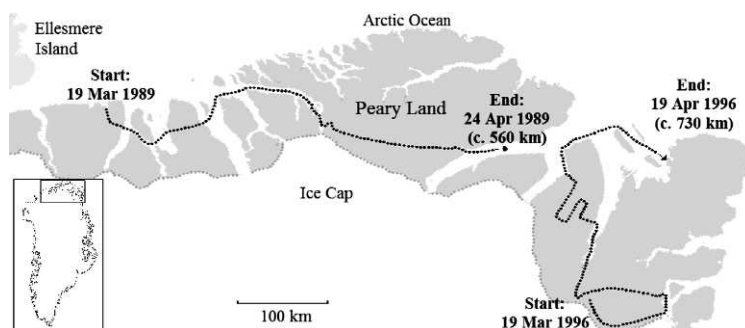 Ellesmere
Island
Arctic Ocean
Start:
19 Mar 1989
Peary Land
End:
24 Apr 1989
(c. 560 km)
End:
19 Apr 1996
(c. 730 km)
Ice Cap
100 km
Start:
19 Mar 1996